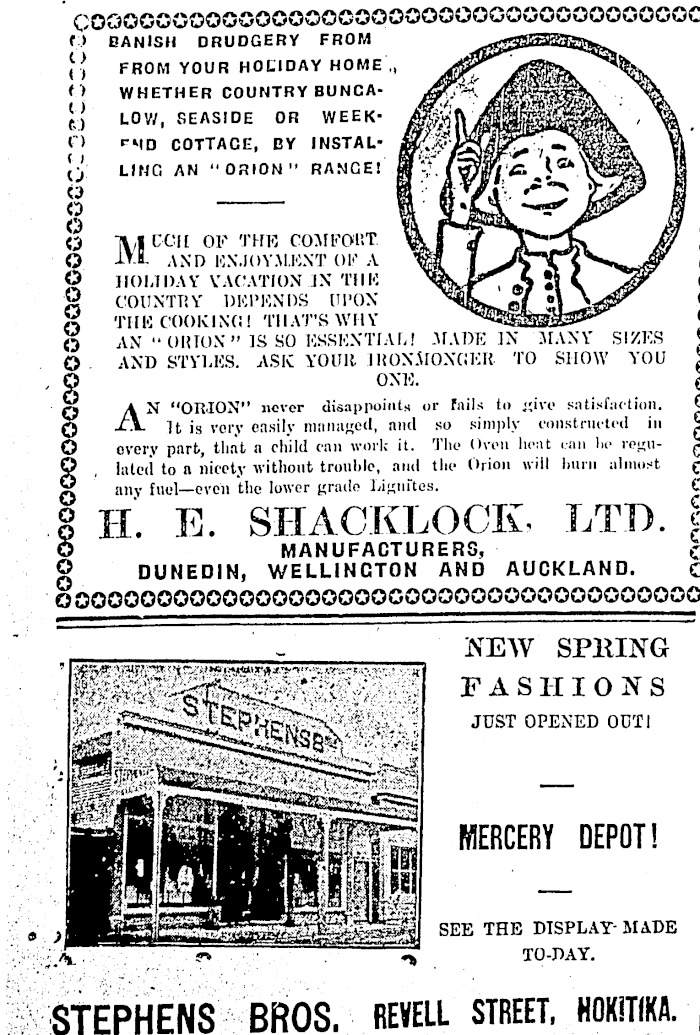 BANISH DRUDGERY FROM
FROM YOUR HOLIDAY HOME,
WHETHER COUNTRY BUNGA-
LOW, SEASIDE OR WEEK-
END COTTAGE, BY INSTAL-
LING AN "ORION" RANGE!
MUCH OF THE COMFORT
AND ENJOYMENT OF A
HOLIDAY VACATION IN THE
COUNTRY DEPENDS UPON
THE COOKING! THAT'S WHY
AN "ORION" IS SO ESSENTIAL! MADE IN MANY SIZES
AND STYLES. ASK YOUR IRONMONGER TO SHOW YOU
ONE.
AN "ORION" never disappoints or fails to give satisfaction.
It is very easily managed, and so simply constructed in
every part, that a child can work it. The Oven heat can be regu-
lated to a nicety without trouble, and the Orion will burn almost
any fuel—even the lower grade Lignites.
H. E. SHACKLOCK, LTD.
MANUFACTURERS,
DUNEDIN, WELLINGTON AND AUCKLAND.
NEW SPRING
FASHIONS
JUST OPENED OUT!
STEPHENS B
MERCERY DEPOT!
SEE THE DISPLAY MADE
TO-DAY.
STEPHENS BROS. REVELL STREET, HOKITIKA.